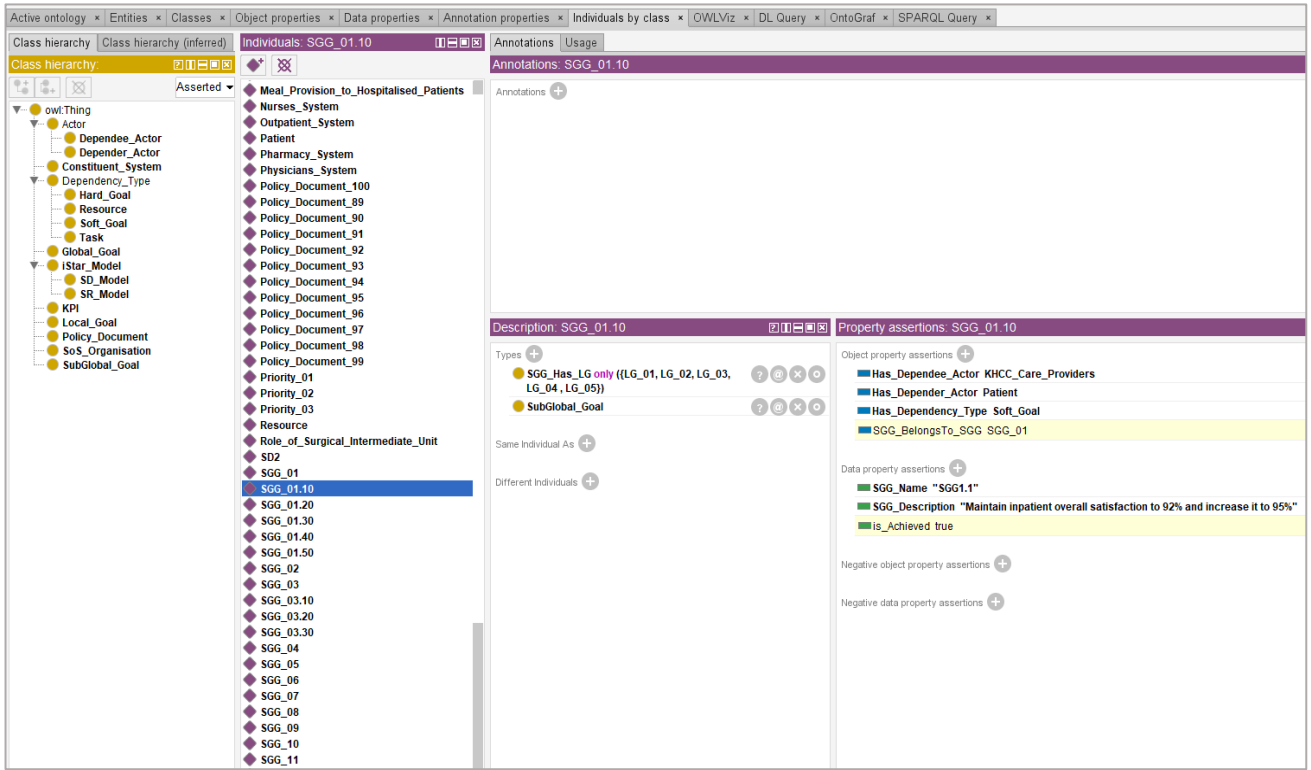 Active ontology × Entities × Classes × Object properties × Data properties × Annotation properties × Individuals by class × OWLViz × DL Query × OntoGraf × SPARQL Query ×
Class hierarchy Class hierarchy (inferred)
Class hierarchy:
Asserted
owl:Thing
Actor
Dependee_Actor
Depender_Actor
Constituent_System
Dependency_Type
Hard_Goal
Resource
Soft_Goal
Task
Global_Goal
iStar_Model
SD_Model
SR_Model
KPI
Local_Goal
Policy_Document
SoS_Organisation
SubGlobal_Goal
Individuals: SGG_01.10
Meal_Provision_to_Hospitalised_Patients
Nurses_System
Outpatient_System
Patient
Pharmacy_System
Physicians_System
Policy_Document_100
Policy_Document_89
Policy_Document_90
Policy_Document_91
Policy_Document_92
Policy_Document_93
Policy_Document_94
Policy_Document_95
Policy_Document_96
Policy_Document_97
Policy_Document_98
Policy_Document_99
Priority_01
Priority_02
Priority_03
Resource
Role_of_Surgical_Intermediate_Unit
SD2
SGG_01
SGG_01.10
SGG_01.20
SGG_01.30
SGG_01.40
SGG_01.50
SGG_02
SGG_03
SGG_03.10
SGG_03.20
SGG_03.30
SGG_04
SGG_05
SGG_06
SGG_07
SGG_08
SGG_09
SGG_10
SGG_11
Annotations Usage
Annotations: SGG_01.10
Annotations
Description: SGG_01.10
Types
SGG_Has_LG only ({LG_01, LG_02, LG_03,
LG_04 , LG_05})
SubGlobal_Goal
Same Individual As
Different Individuals
Property assertions: SGG_01.10
Object property assertions
Has_Dependee_Actor KHCC_Care_Providers
Has_Depender_Actor Patient
Has_Dependency_Type Soft_Goal
SGG_BelongsTo_SGG SGG_01
Data property assertions
SGG_Name "SGG1.1"
SGG_Description "Maintain inpatient overall satisfaction to 92% and increase it to 95%"
is_Achieved true
Negative object property assertions
Negative data property assertions